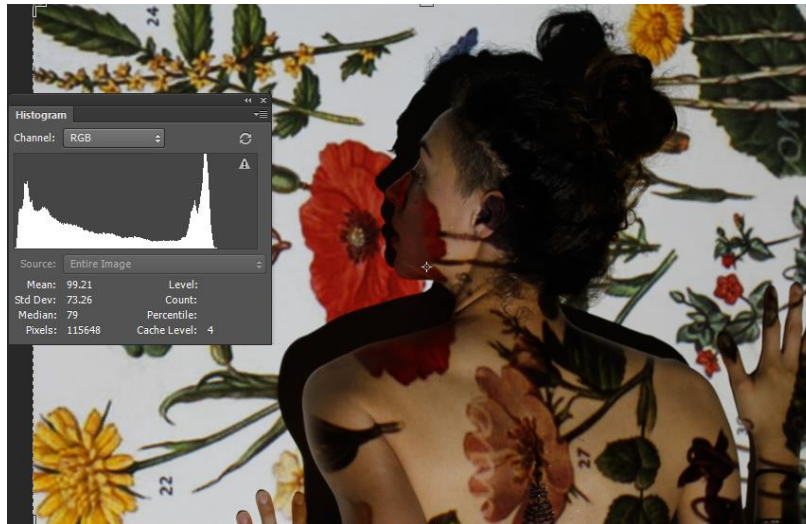 24
Histogram
Channel: RGB
Source: Entire Image
Mean: 99.21 Level:
Std Dev: 73.26 Count:
Median: 79 Percentile:
Pixels: 115648 Cache Level: 4
27
22